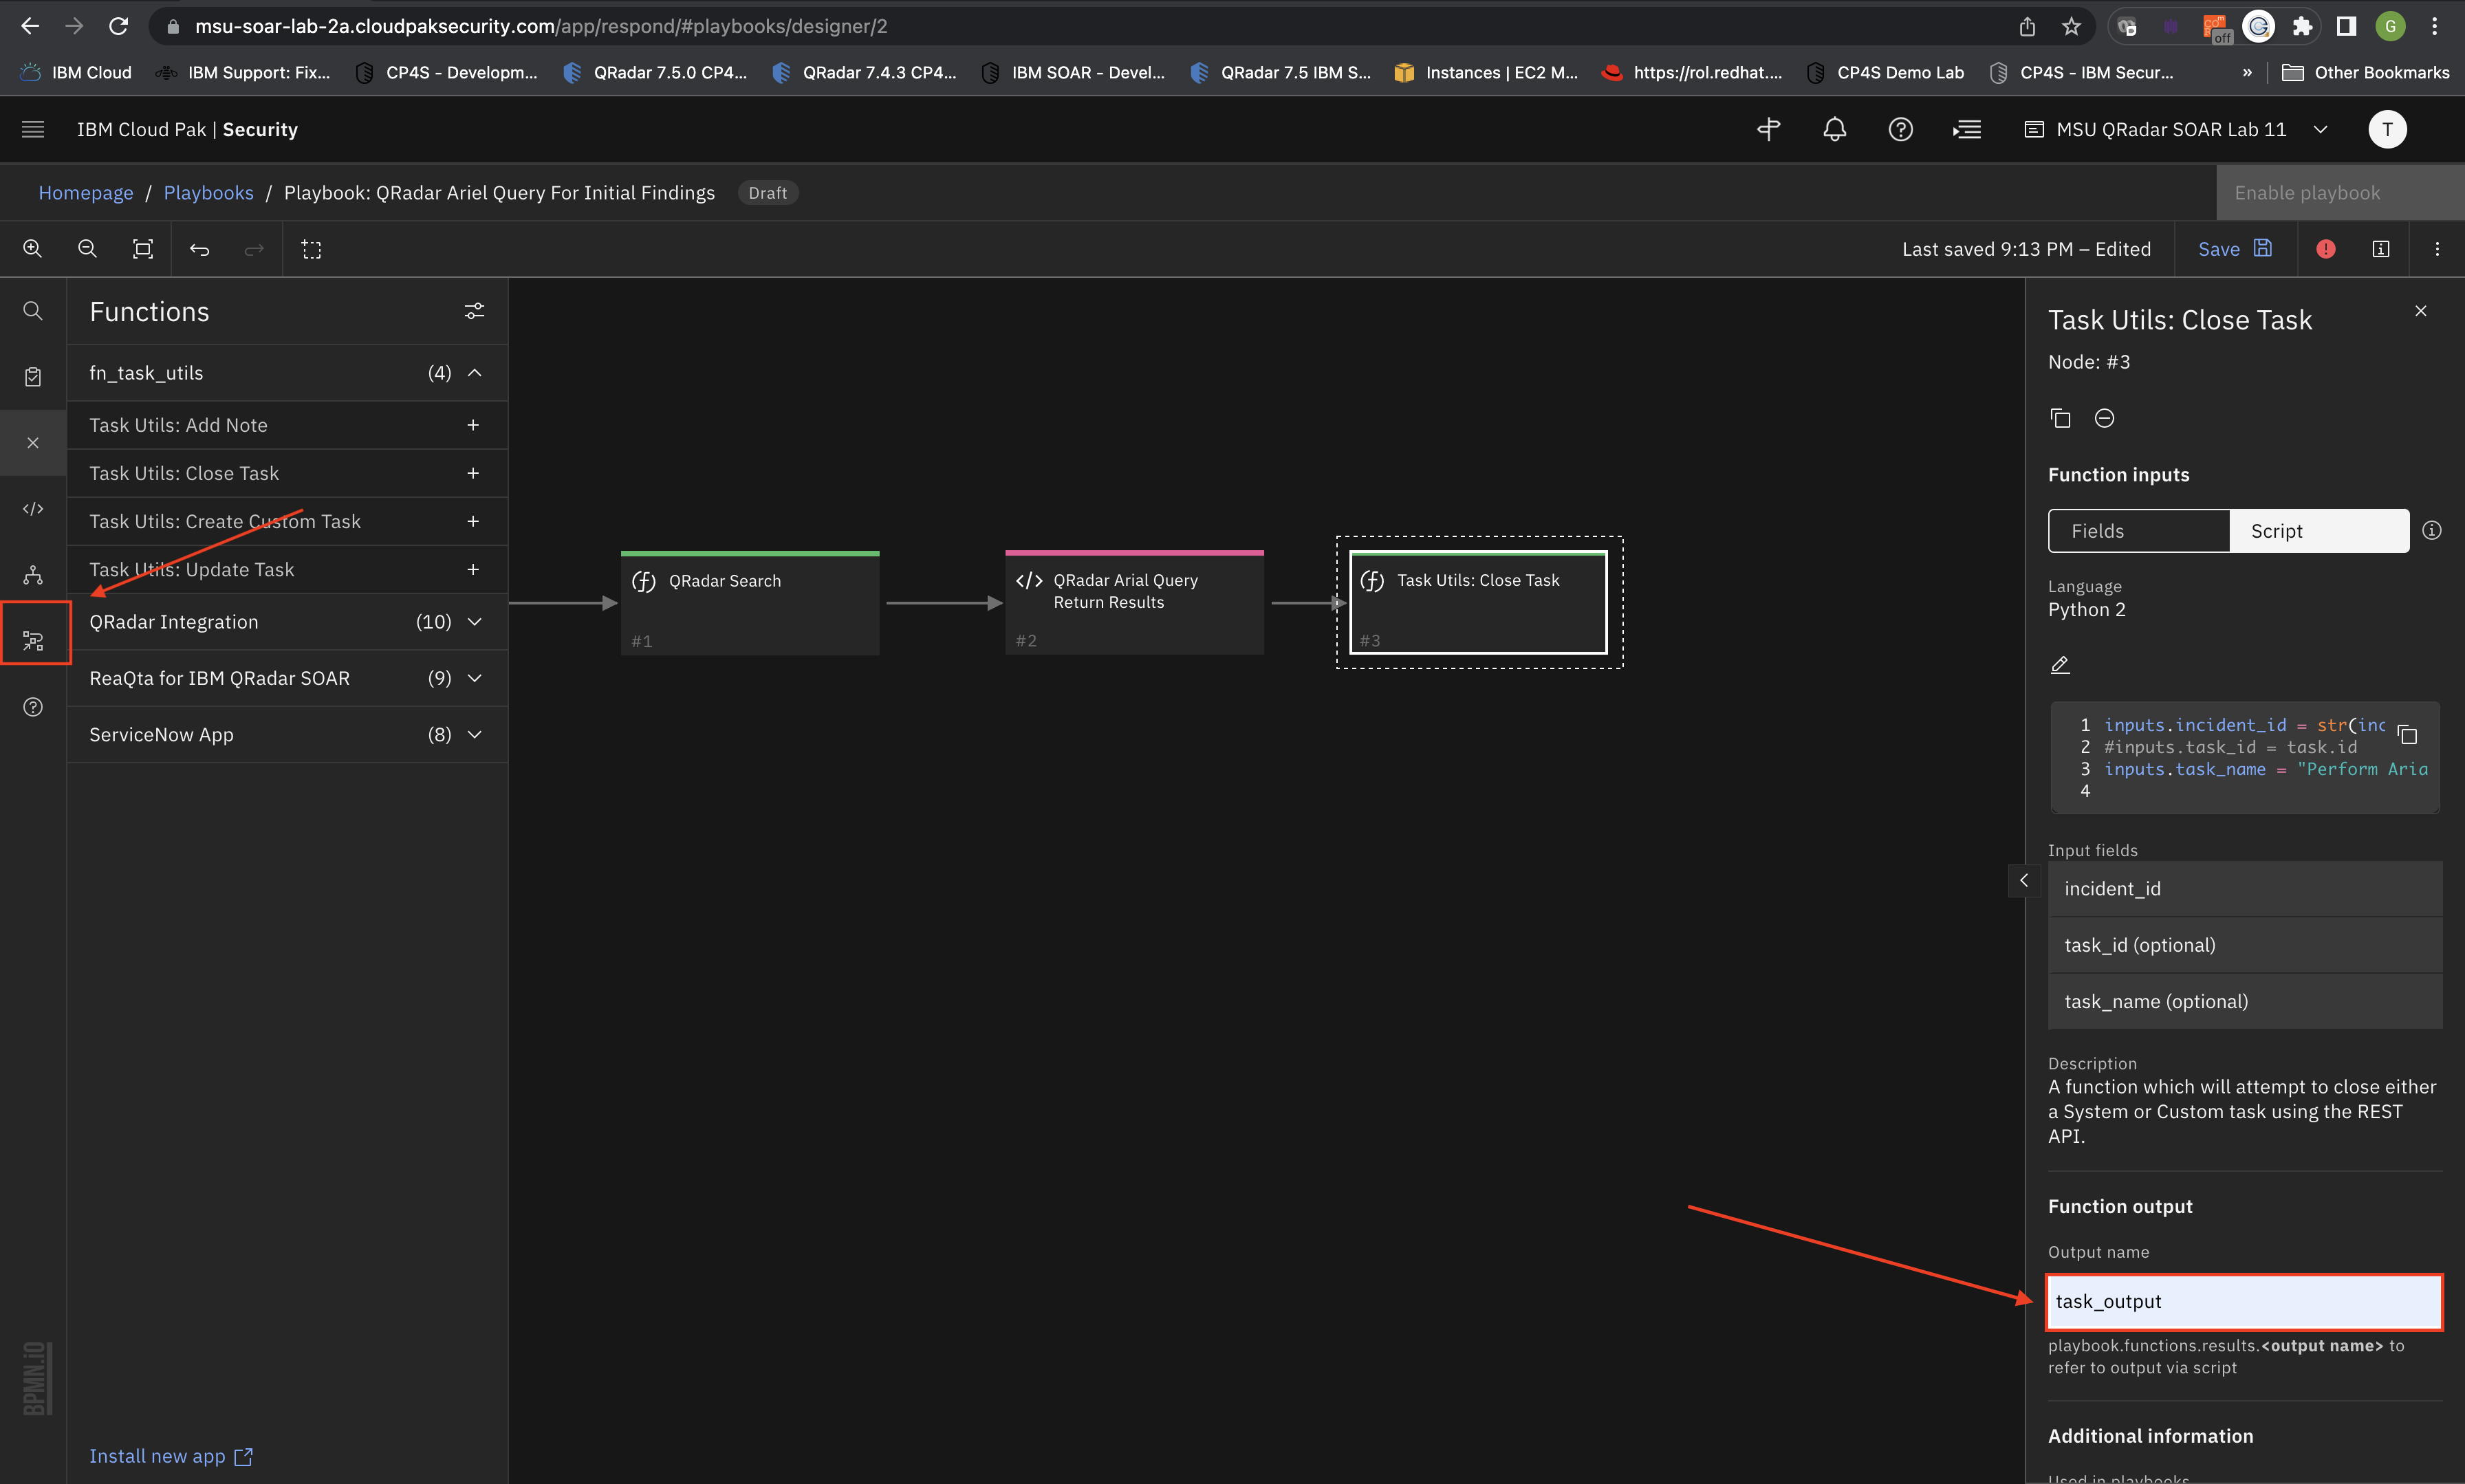 msu-soar-lab-2a.cloudpaksecurity.com/app/respond/#playbooks/designer/2
off
G
IBM Cloud
IBM Support: Fix...
CP4S - Developm...
QRadar 7.5.0 CP4...
QRadar 7.4.3 CP4...
IBM SOAR - Devel...
QRadar 7.5 IBM S...
Instances | EC2 M...
https://rol.redhat....
CP4S Demo Lab
CP4S - IBM Secur...
»
Other Bookmarks
IBM Cloud Pak | Security
MSU QRadar SOAR Lab 11
T
Homepage / Playbooks / Playbook: QRadar Ariel Query For Initial Findings
Draft
Enable playbook
Last saved 9:13 PM – Edited
Save
Functions
fn_task_utils (4)
Task Utils: Add Note +
Task Utils: Close Task +
Task Utils: Create Custom Task +
Task Utils: Update Task +
QRadar Integration (10)
ReaQta for IBM QRadar SOAR (9)
ServiceNow App (8)
Install new app
BPMN.iO
QRadar Search
#1
</> QRadar Arial Query
Return Results
#2
Task Utils: Close Task
#3
Task Utils: Close Task
Node: #3
Function inputs
Fields
Script
Language
Python 2
1 inputs.incident_id = str(inc
2 #inputs.task_id = task.id
3 inputs.task_name = "Perform Aria
4
Input fields
incident_id
task_id (optional)
task_name (optional)
Description
A function which will attempt to close either
a System or Custom task using the REST
API.
Function output
Output name
task_output
playbook.functions.results.<output name> to
refer to output via script
Additional information
Used in playbooks